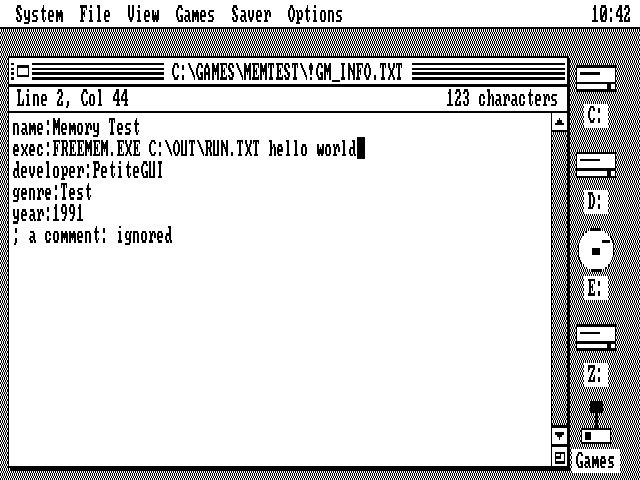 System File View Games Saver Options 10:42
C:\GAMES\MEMTEST\!GM_INFO.TXT
Line 2, Col 44 123 characters
name:Memory Test
exec:FREEMEM.EXE C:\OUT\RUN.TXT hello world
developer:PetiteGUI
genre:Test
year:1991
; a comment: ignored
C:
D:
E:
Z:
Games